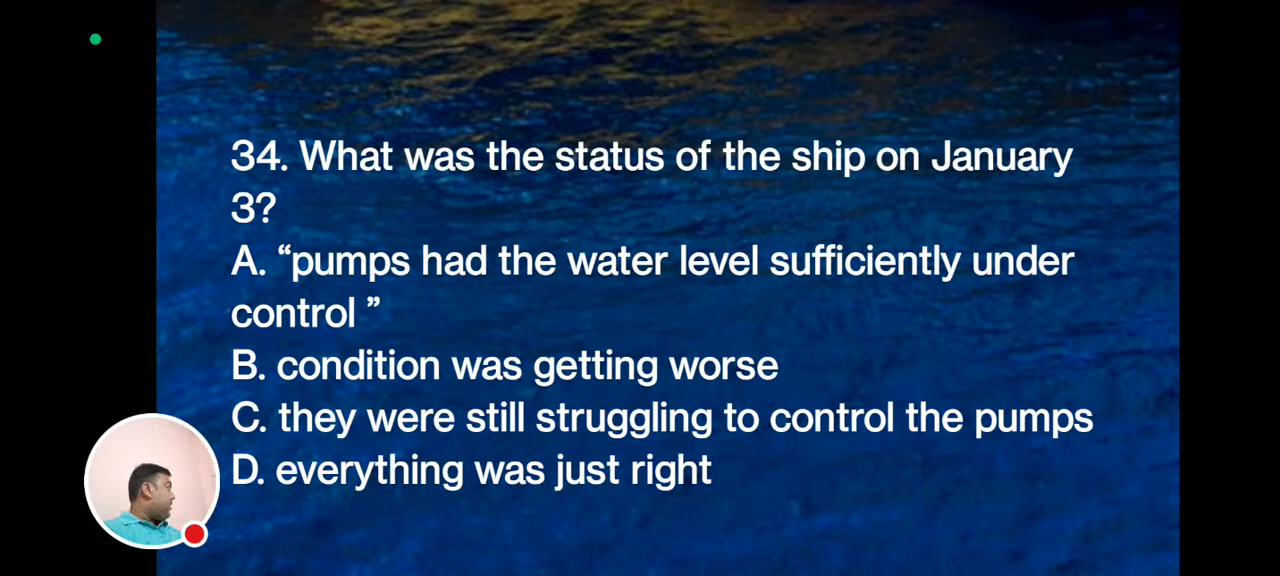 34. What was the status of the ship on January
3?
A. “pumps had the water level sufficiently under
control ”
B. condition was getting worse
C. they were still struggling to control the pumps
D. everything was just right